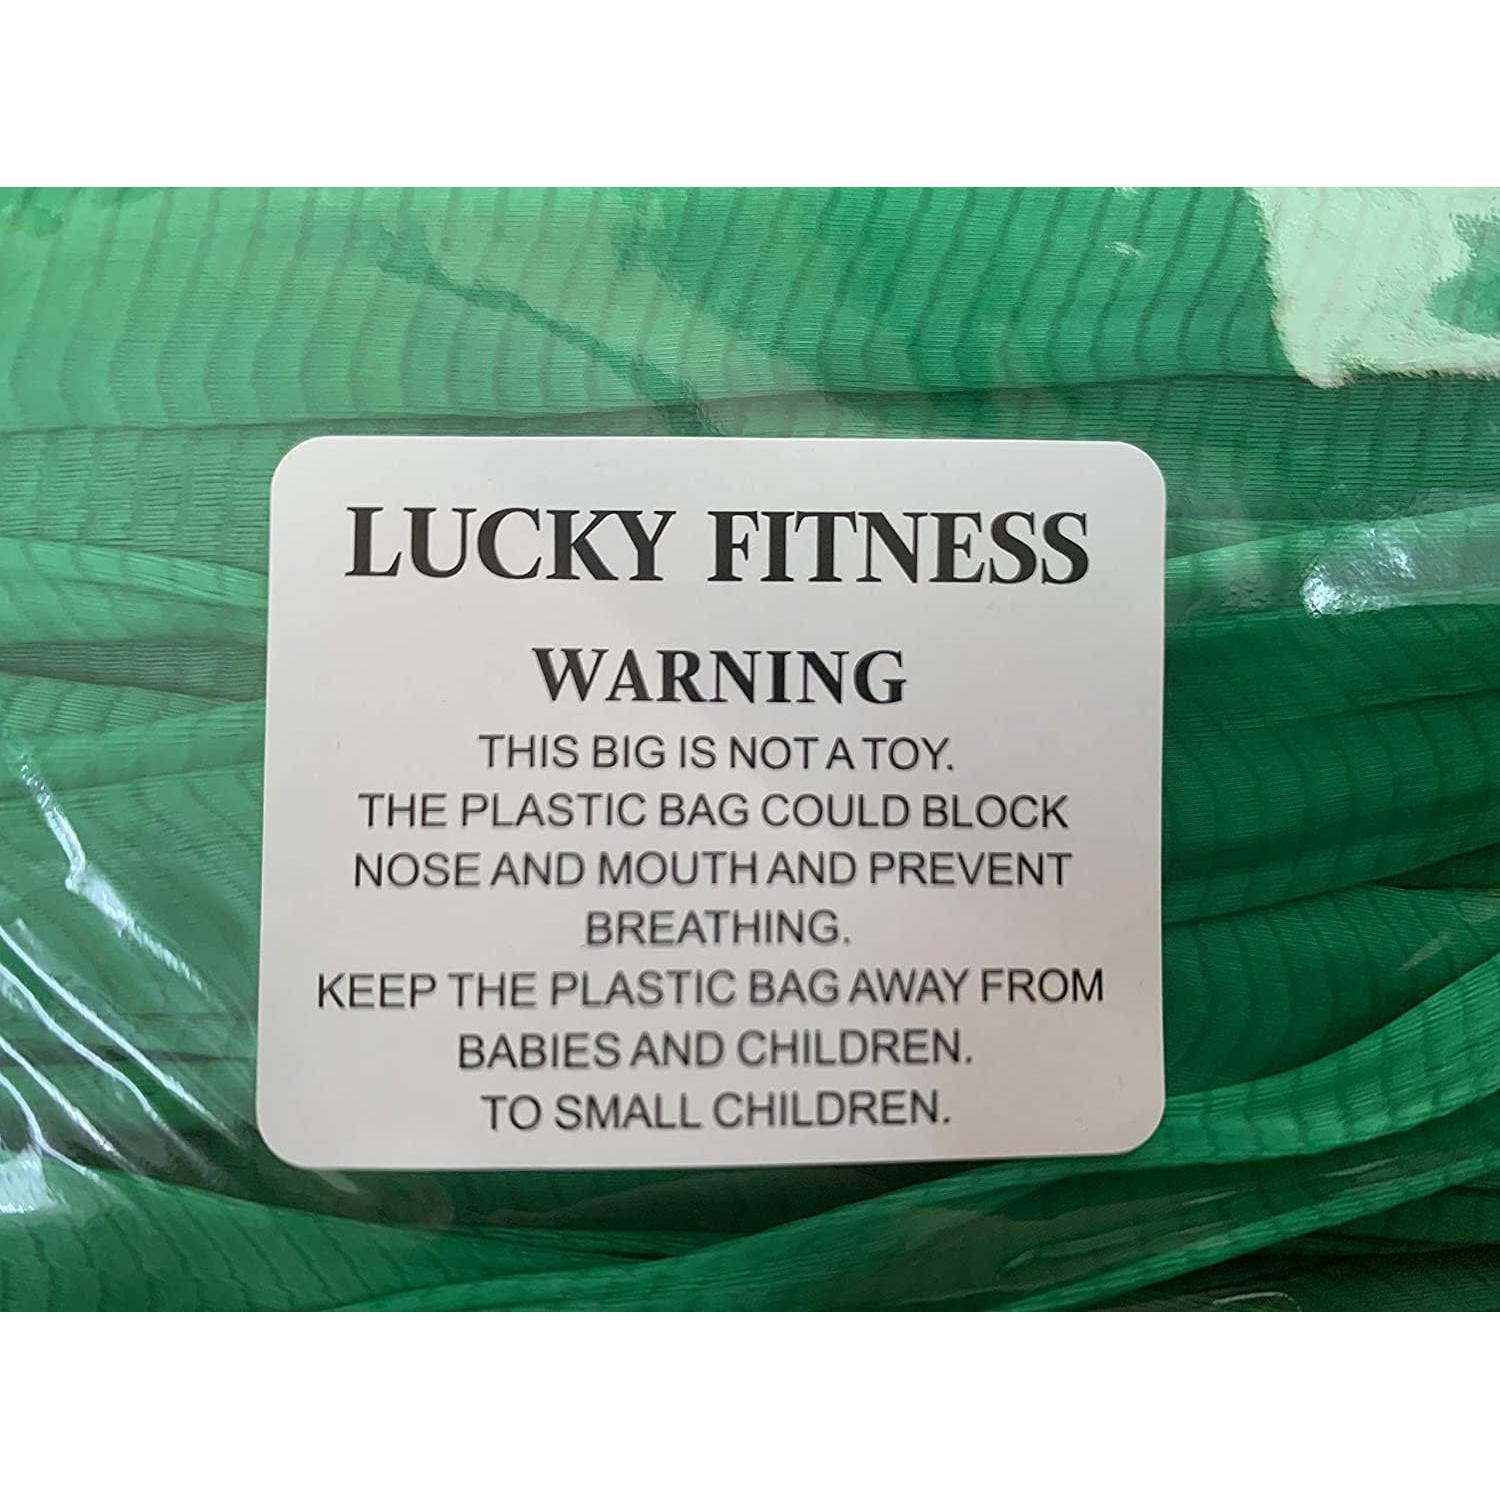 LUCKY FITNESS
WARNING
THIS BIG IS NOT A TOY.
THE PLASTIC BAG COULD BLOCK
NOSE AND MOUTH AND PREVENT
BREATHING.
KEEP THE PLASTIC BAG AWAY FROM
BABIES AND CHILDREN.
TO SMALL CHILDREN.